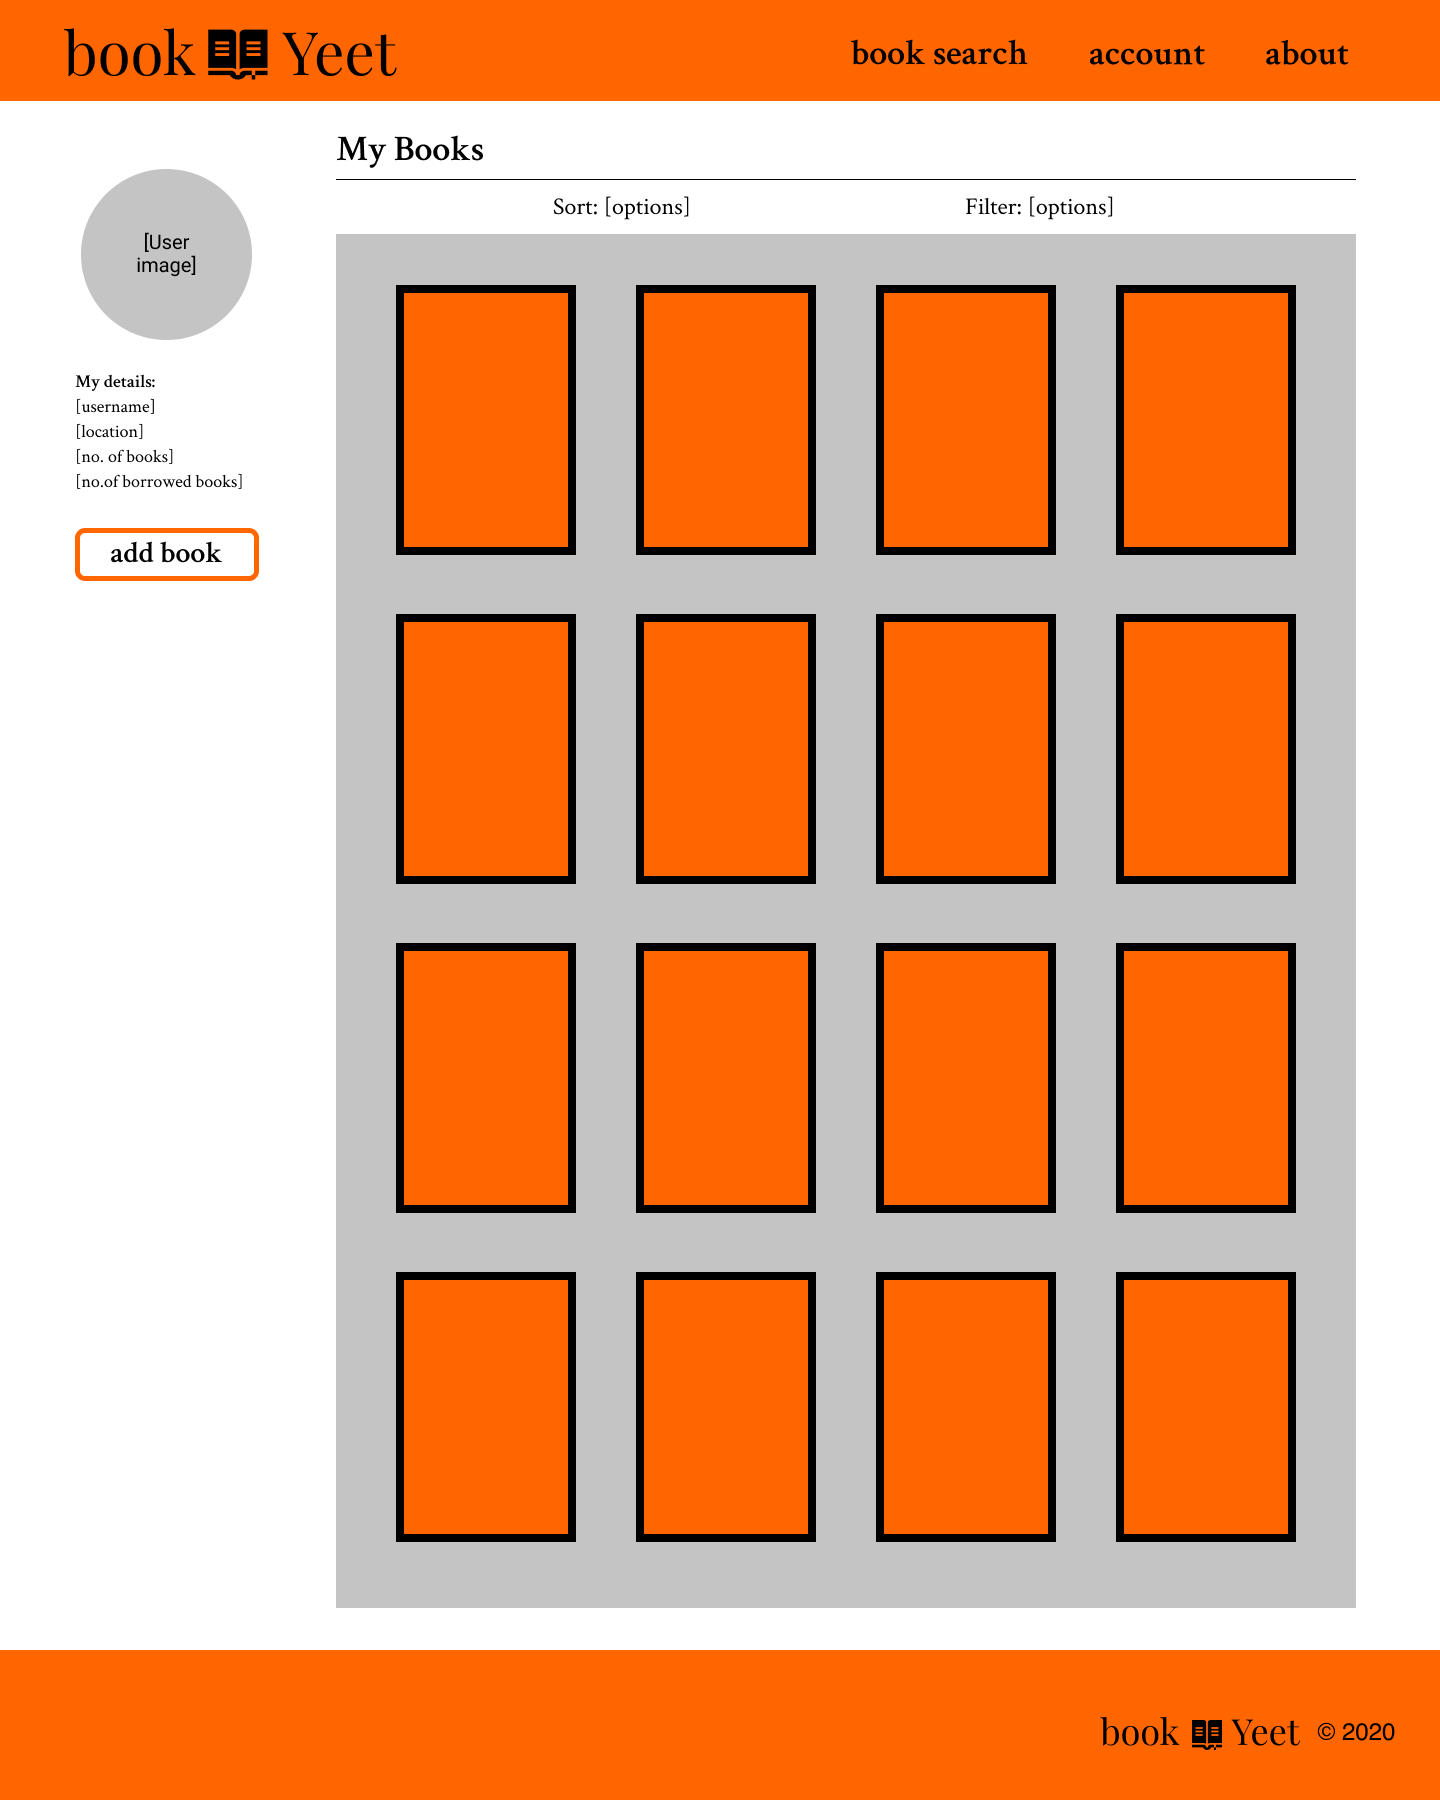 book Yeet
book search account about
My Books
Sort: [options] Filter: [options]
[User
image]
My details:
[username]
[location]
[no. of books]
[no.of borrowed books]
add book
book Yeet © 2020